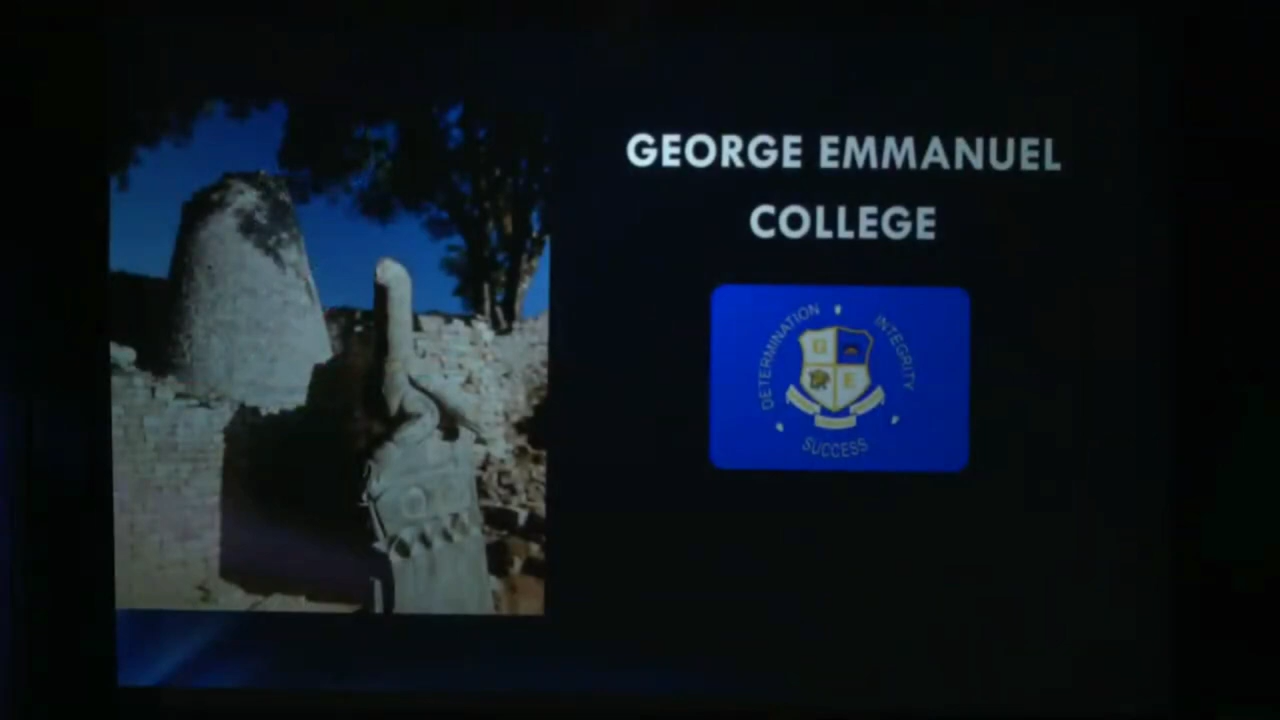 GEORGE EMMANUEL
COLLEGE
DETERMINATION
INTEGRITY
G
E
SUCCESS